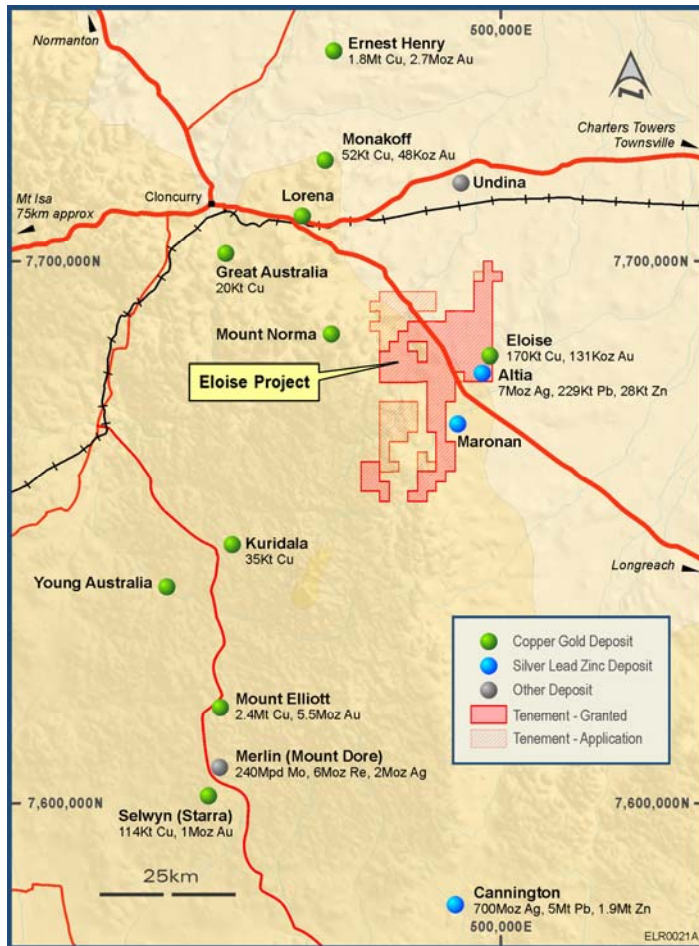 500,000E
Normanton
Ernest Henry
1.8Mt Cu, 2.7Moz Au
N
Monakoff
52Kt Cu, 48Koz Au
Charters Towers
Townsville
Undina
Mt Isa
75km approx
Cloncurry
Lorena
7,700,000N
7,700,000N
Great Australia
20Kt Cu
Mount Norma
Eloise
170Kt Cu, 131Koz Au
Eloise Project
Altia
7Moz Ag, 229Kt Pb, 28Kt Zn
Maronan
Kuridala
35Kt Cu
Longreach
Young Australia
Copper Gold Deposit
Silver Lead Zinc Deposit
Other Deposit
Tenement - Granted
Tenement - Application
Mount Elliott
2.4Mt Cu, 5.5Moz Au
Merlin (Mount Dore)
240Mpd Mo, 6Moz Re, 2Moz Ag
7,600,000N
7,600,000N
Selwyn (Starra)
114Kt Cu, 1Moz Au
25km
Cannington
700Moz Ag, 5Mt Pb, 1.9Mt Zn
500,000E
ELR0021A